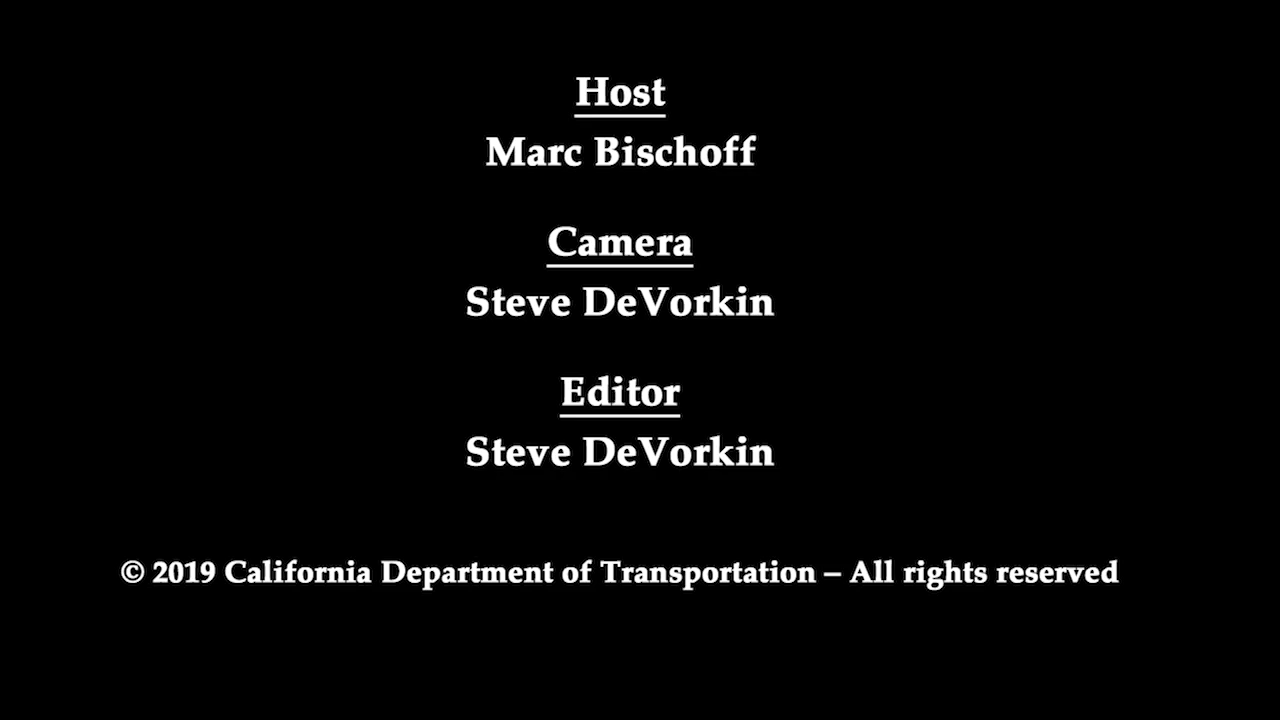 Host
Marc Bischoff
Camera
Steve DeVorkin
Editor
Steve DeVorkin
© 2019 California Department of Transportation – All rights reserved